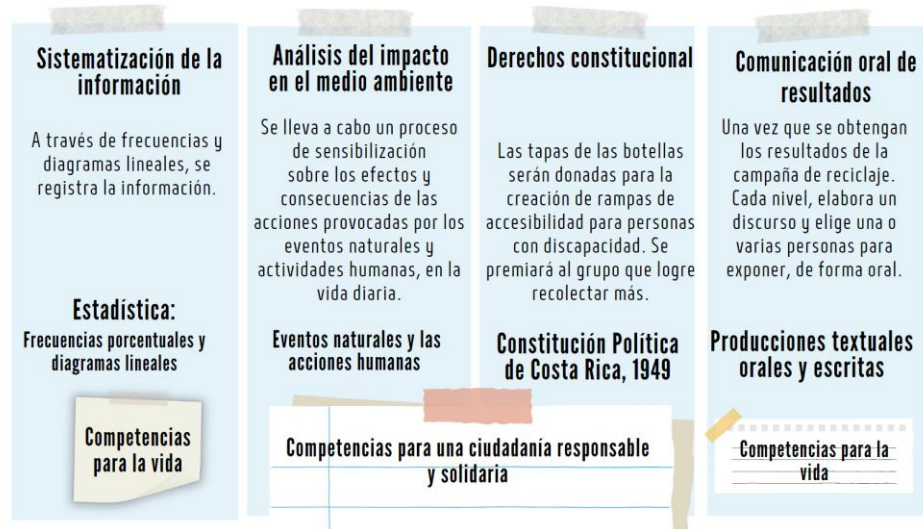 Sistematización de la
información
A través de frecuencias y
diagramas lineales, se
registra la información.
Estadística:
Frecuencias porcentuales y
diagramas lineales
Competencias
para la vida
Análisis del impacto
en el medio ambiente
Se lleva a cabo un proceso
de sensibilización
sobre los efectos y
consecuencias de las
acciones provocadas por los
eventos naturales y
actividades humanas, en la
vida diaria.
Eventos naturales y las
acciones humanas
Derechos constitucional
Las tapas de las botellas
serán donadas para la
creación de rampas de
accesibilidad para personas
con discapacidad. Se
premiará al grupo que logre
recolectar más.
Constitución Política
de Costa Rica, 1949
Competencias para una ciudadanía responsable
y solidaria
Comunicación oral de
resultados
Una vez que se obtengan
los resultados de la
campaña de reciclaje.
Cada nivel, elabora un
discurso y elige una o
varias personas para
exponer, de forma oral.
Producciones textuales
orales y escritas
Competencias para la
vida